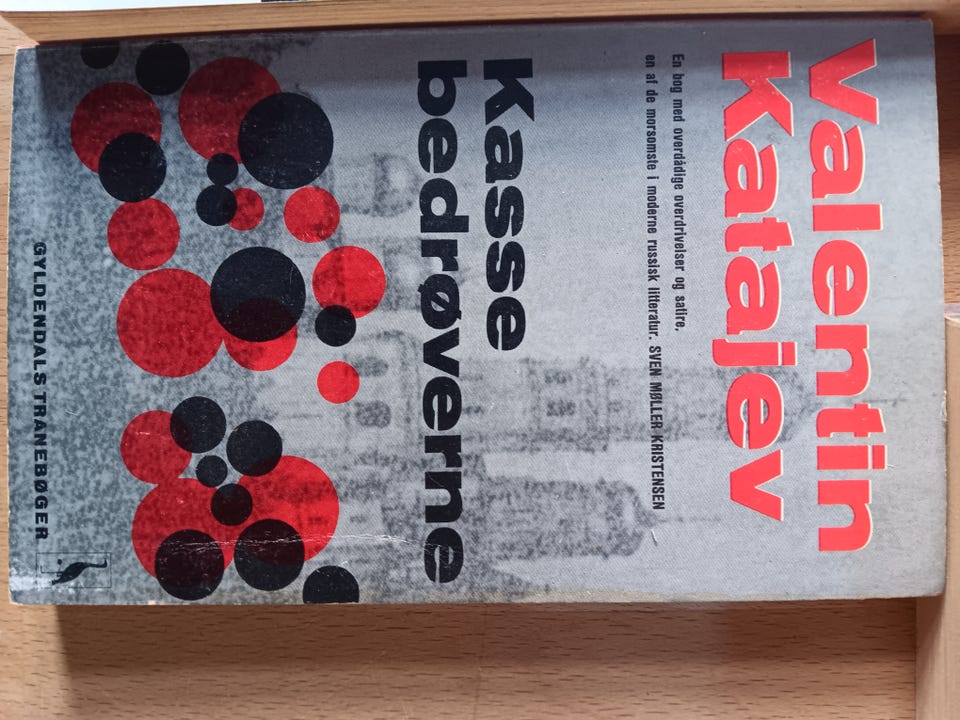 Valentin
Katajev
En bog med overdådige overdrivelser og satire,
en af de morsomste i moderne russisk litteratur. SVEN MØLLER KRISTENSEN
Kasse
bedrøverne
GYLDENDALS TRANEBØGER